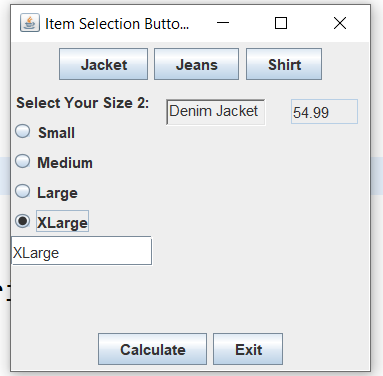 Item Selection Butto...
Jacket Jeans Shirt
Select Your Size 2: Denim Jacket 54.99
Small
Medium
Large
XLarge
XLarge
Calculate Exit